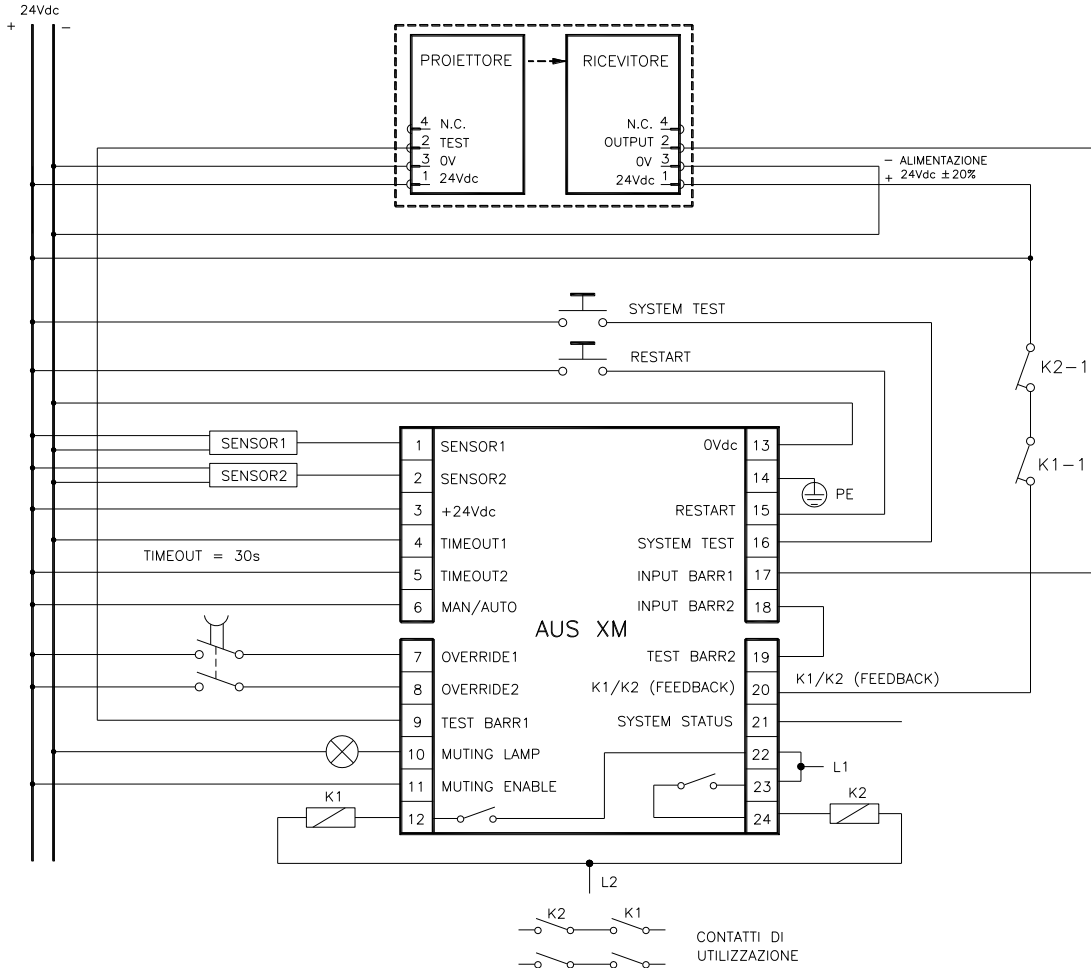 24Vdc
+ −
PROIETTORE
RICEVITORE
4 N.C.
2 TEST
3 0V
1 24Vdc
N.C. 4
OUTPUT 2
0V 3
24Vdc 1
− ALIMENTAZIONE
+ 24Vdc ±20%
SYSTEM TEST
RESTART
K2-1
K1-1
SENSOR1
SENSOR2
TIMEOUT = 30s
1 SENSOR1
2 SENSOR2
3 +24Vdc
4 TIMEOUT1
5 TIMEOUT2
6 MAN/AUTO
7 OVERRIDE1
8 OVERRIDE2
9 TEST BARR1
10 MUTING LAMP
11 MUTING ENABLE
12
AUS XM
0Vdc 13
14
PE
RESTART 15
SYSTEM TEST 16
INPUT BARR1 17
INPUT BARR2 18
TEST BARR2 19
K1/K2 (FEEDBACK) 20
K1/K2 (FEEDBACK)
SYSTEM STATUS 21
22
23
24
L1
K1
K2
L2
K2 K1
CONTATTI DI
UTILIZZAZIONE